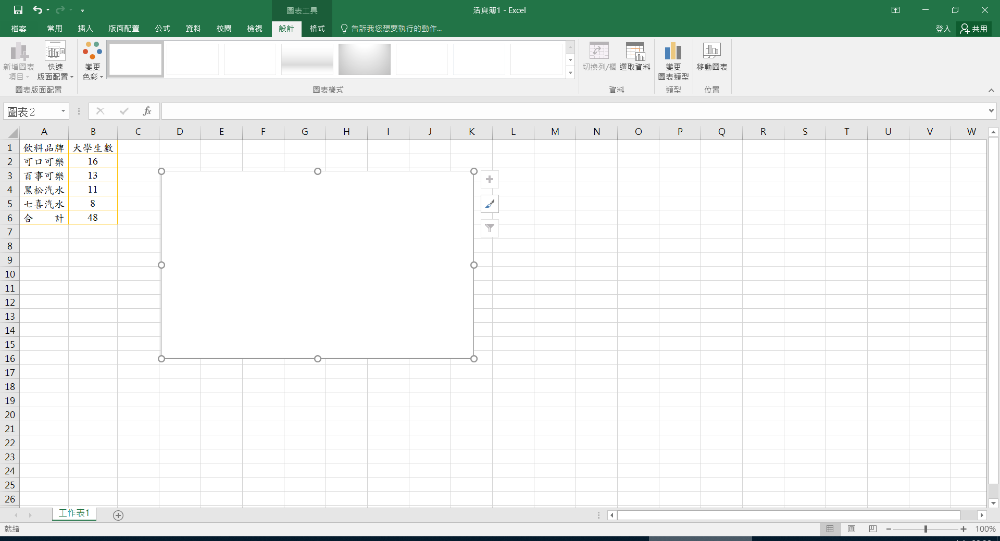 圖表工具
活頁簿1 - Excel
檔案 常用 插入 版面配置 公式 資料 校閱 檢視 設計 格式 告訴我您想要執行的動作... 登入 共用
新增圖表項目 快速版面配置 變更色彩 切換列/欄 選取資料 變更圖表類型 移動圖表
圖表版面配置 圖表樣式 資料 類型 位置
圖表 2 fx
A B C D E F G H I J K L M N O P Q R S T U V W
1 飲料品牌 大學生數
2 可口可樂 16
3 百事可樂 13
4 黑松汽水 11
5 七喜汽水 8
6 合 計 48
7
8
9
10
11
12
13
14
15
16
17
18
19
20
21
22
23
24
25
26
工作表1
就緒 100%